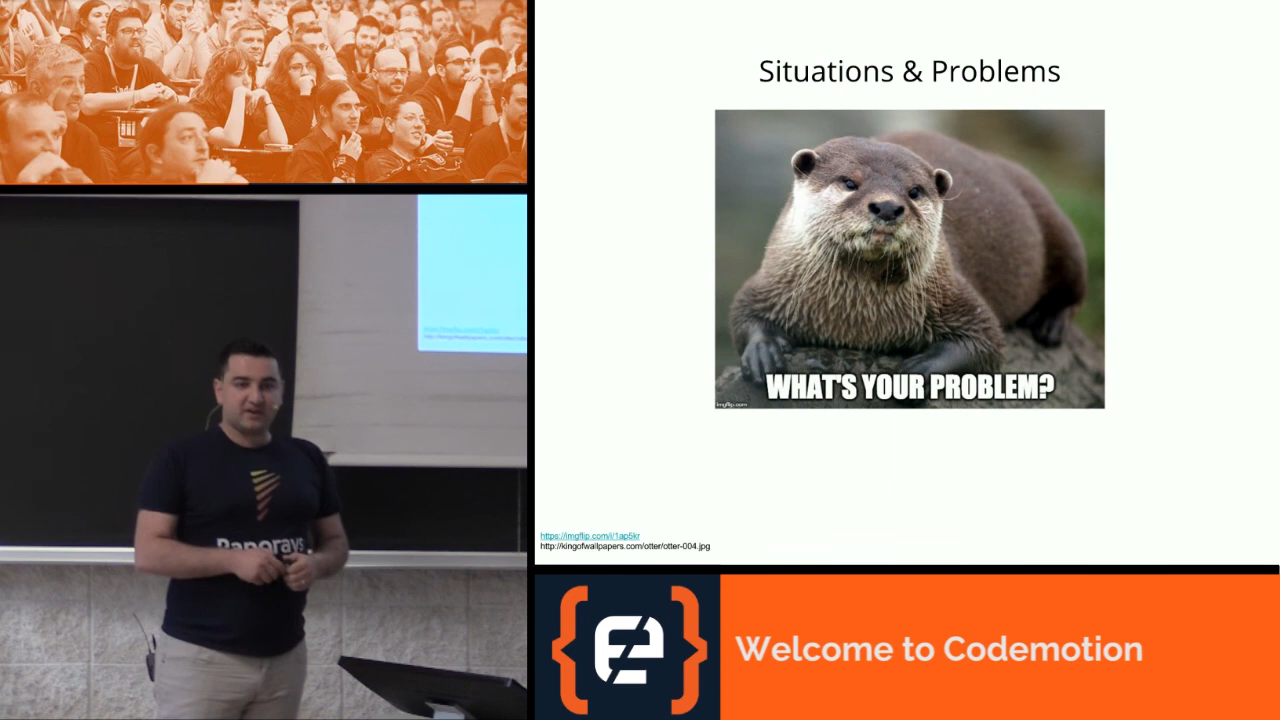 Situations & Problems
WHAT'S YOUR PROBLEM?
imgflip.com
https://imgflip.com/i/1ap5kr
http://kingofwallpapers.com/otter/otter-004.jpg
Welcome to Codemotion